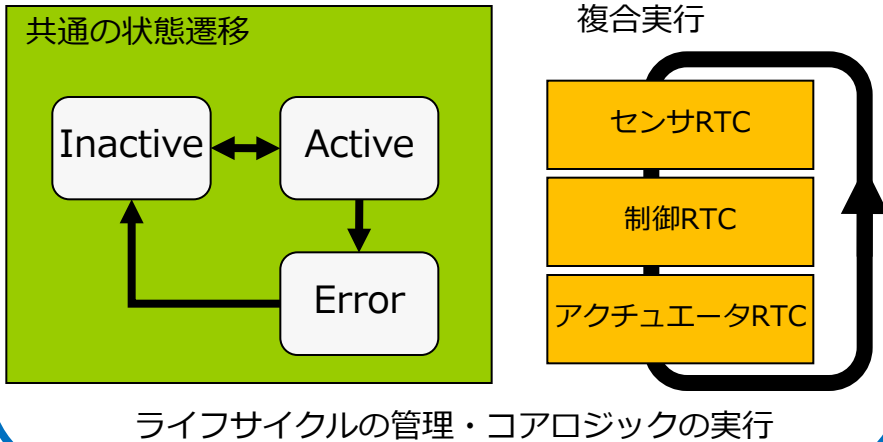 共通の状態遷移
Inactive
Active
Error
複合実行
センサRTC
制御RTC
アクチュエータRTC
ライフサイクルの管理・コアロジックの実行